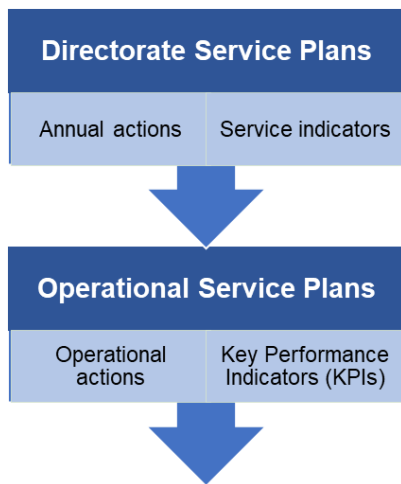 Directorate Service Plans
Annual actions
Service indicators
Operational Service Plans
Operational
actions
Key Performance
Indicators (KPIs)